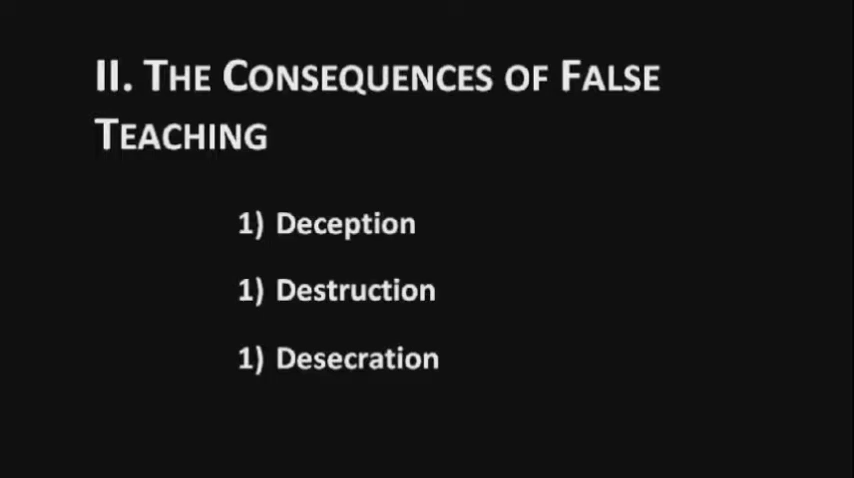 II. THE CONSEQUENCES OF FALSE
TEACHING
1) Deception
1) Destruction
1) Desecration